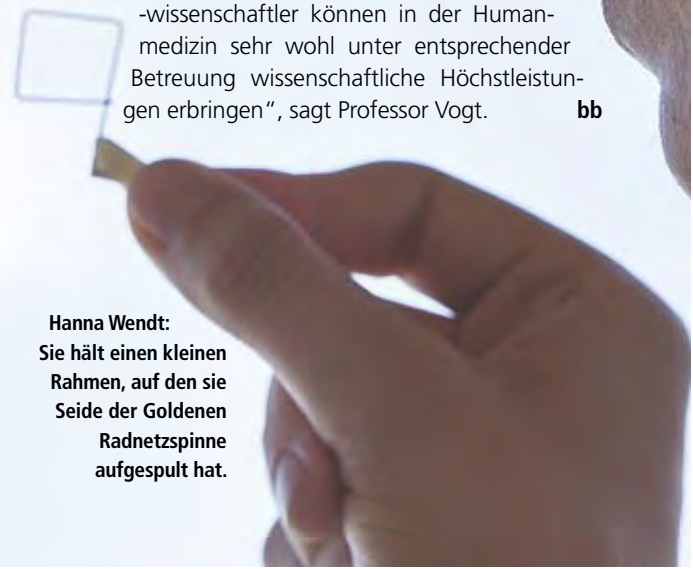 -wissenschaftler können in der Human-
medizin sehr wohl unter entsprechender
Betreuung wissenschaftliche Höchstleistun-
gen erbringen“, sagt Professor Vogt. bb
Hanna Wendt:
Sie hält einen kleinen
Rahmen, auf den sie
Seide der Goldenen
Radnetzspinne
aufgespult hat.